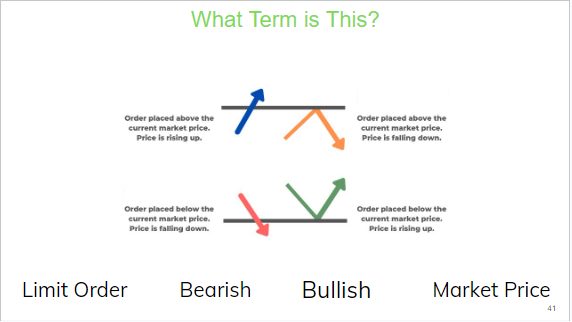 What Term is This?
Order placed above the
current market price.
Price is rising up.
Order placed above the
current market price.
Price is falling down.
Order placed below the
current market price.
Price is falling down.
Order placed below the
current market price.
Price is rising up.
Limit Order
Bearish
Bullish
Market Price
41